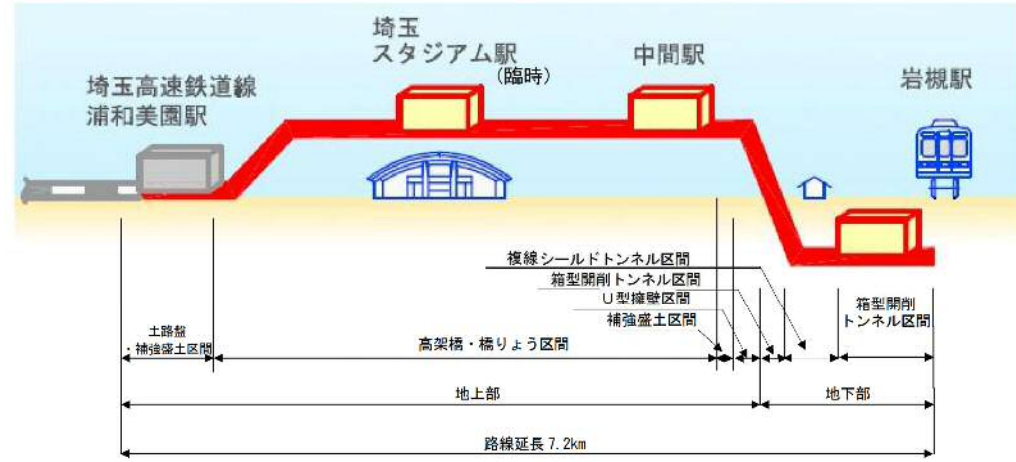 埼玉
スタジアム駅
(臨時)
中間駅
岩槻駅
埼玉高速鉄道線
浦和美園駅
複線シールドトンネル区間
箱型開削トンネル区間
U型擁壁区間
補強盛土区間
箱型開削
トンネル区間
土路盤
・補強盛土区間
高架橋・橋りょう区間
地上部
地下部
路線延長 7.2km